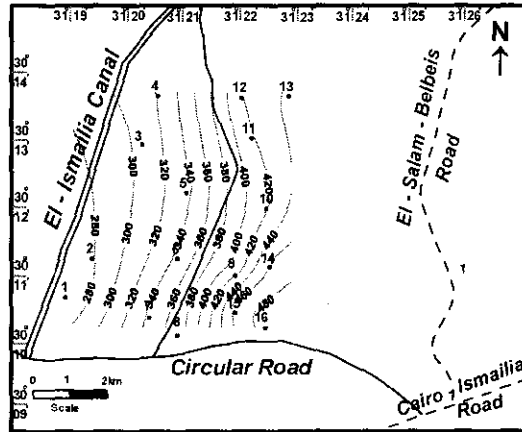 31 19 31 20 31 21 31 22 31 23 31 24 31 25 31 26
N
30° 14
30° 13
30° 12
30° 11
30° 10
30° 09
El - Ismailia Canal
El - Salam - Belbeis
Road
4
12
13
3
11
2
1
8
14
16
6
300 320 340 360 380 400 420
280 300 320 340 360 380 400 420 440
280 300 320 340 360 380 400 420 440 460
Circular Road
Cairo - Ismailia
Road
0 1 2km
Scale